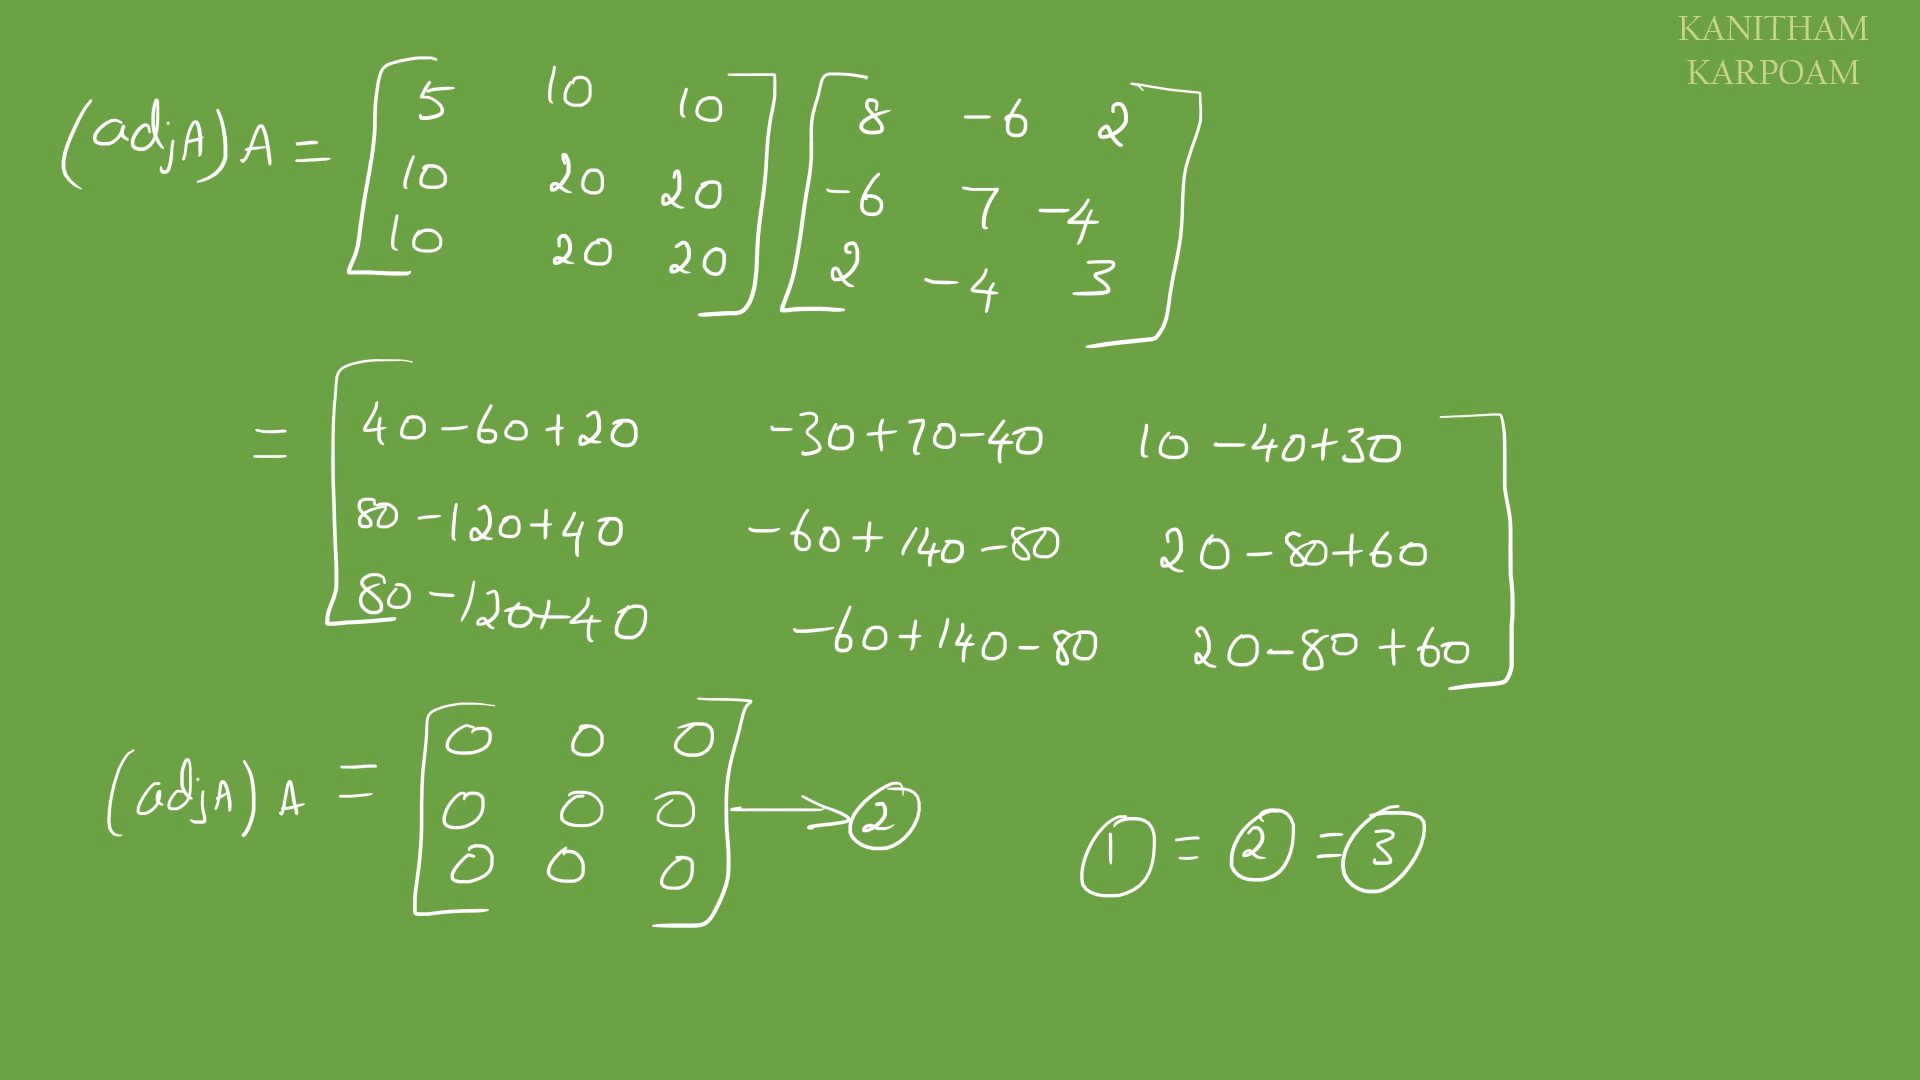 KANITHAM
KARPOAM
(adjA)A = [5 10 10] [8 -6 2]
[10 20 20] [-6 7 -4]
[10 20 20] [2 -4 3]
= [40-60+20 -30+70-40 10-40+30]
[80-120+40 -60+140-80 20-80+60]
[80-120+40 -60+140-80 20-80+60]
(adjA)A = [0 0 0]
[0 0 0] → ②
[0 0 0]
① = ② = ③